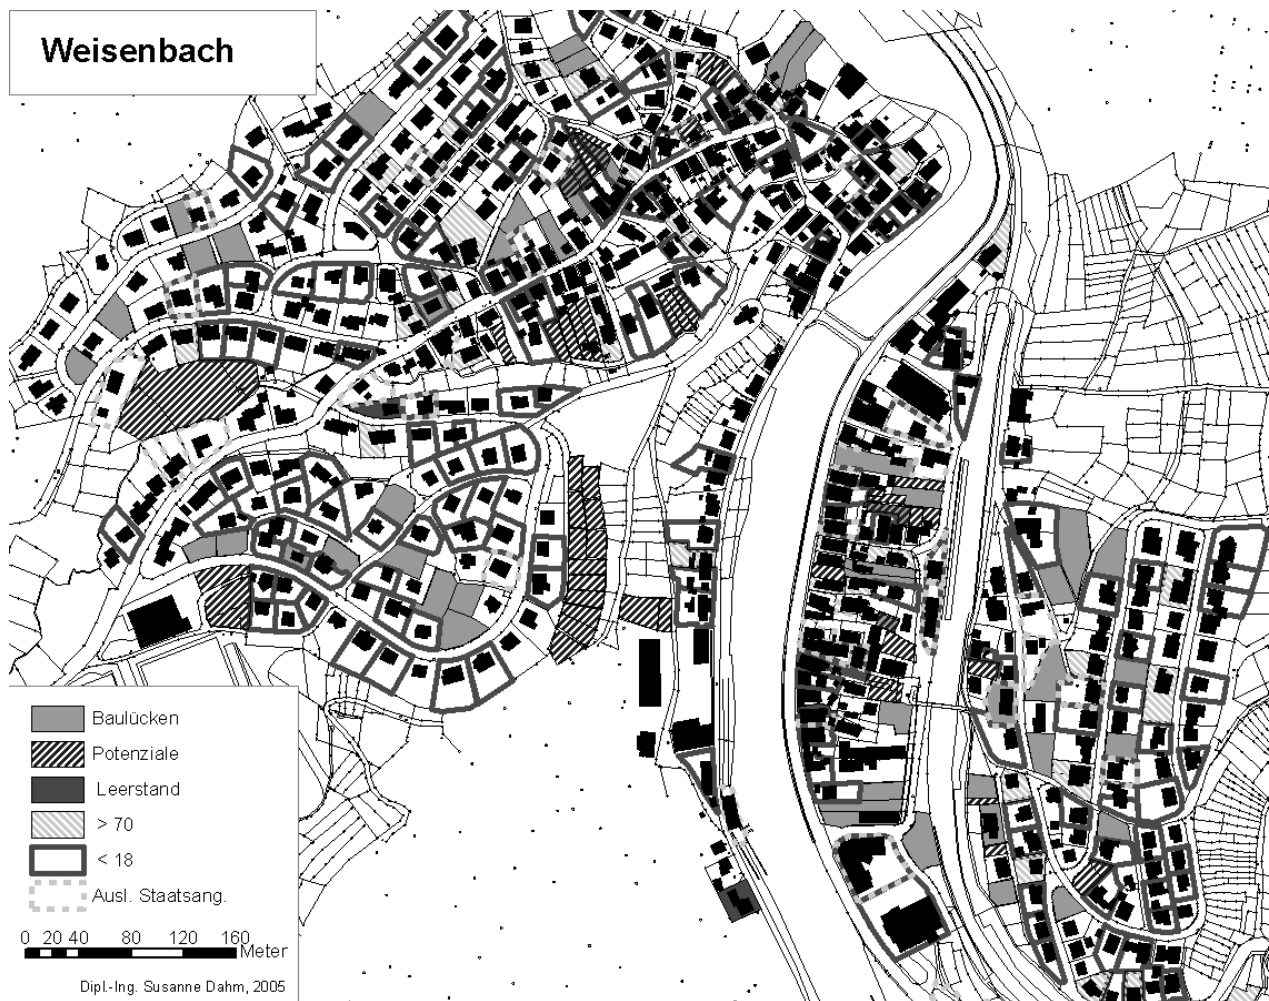 Weisenbach
Baulücken
Potenziale
Leerstand
> 70
< 18
Ausl. Staatsang.
0 20 40 80 120 160
Meter
Dipl.-Ing. Susanne Dahm, 2005